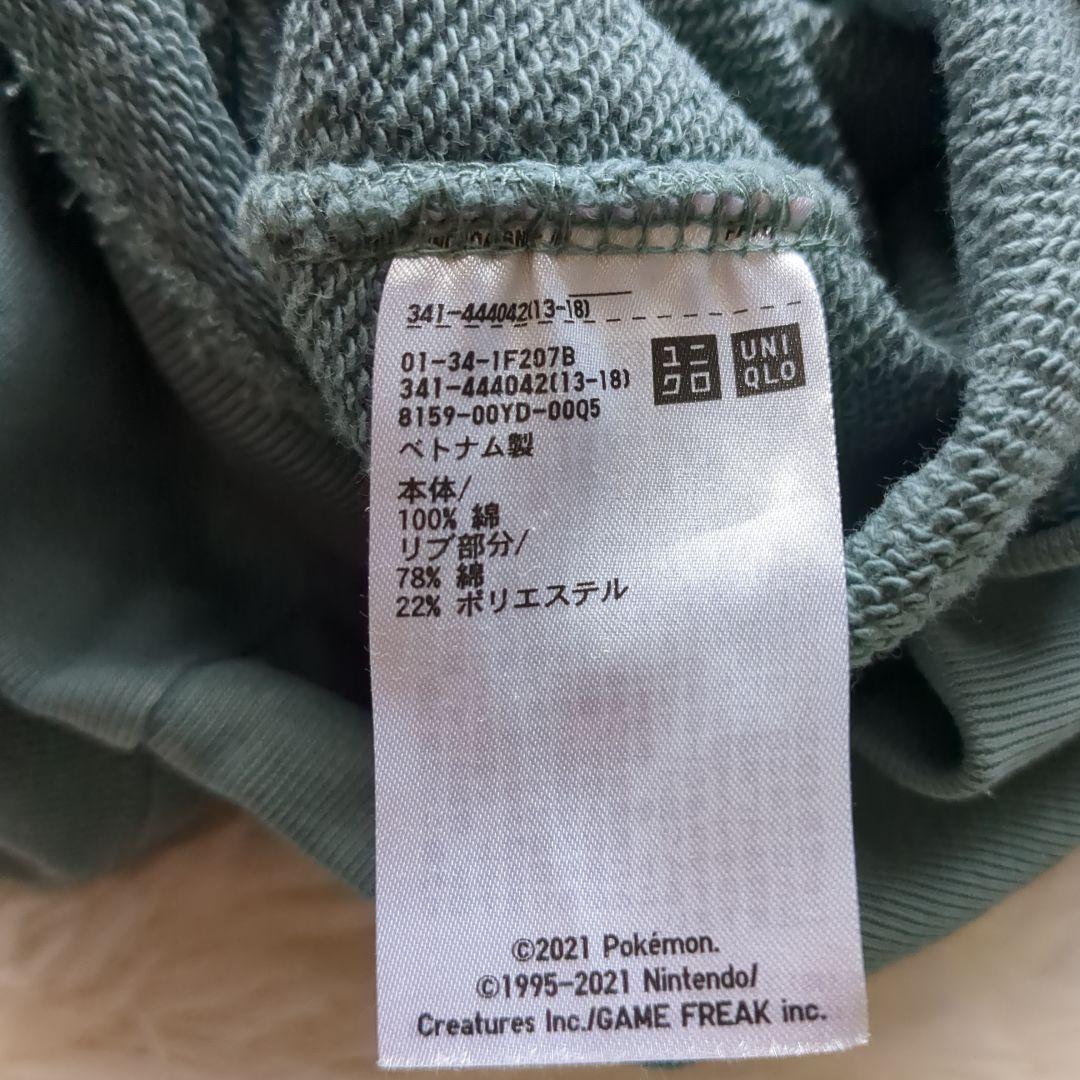 341-444042(13-18)
01-34-1F207B
341-444042(13-18)
8159-00YD-00Q5
ユニ
クロ
UNI
QLO
ベトナム製
本体/
100% 綿
リブ部分/
78% 綿
22% ポリエステル
©2021 Pokémon.
©1995-2021 Nintendo/
Creatures Inc./GAME FREAK inc.